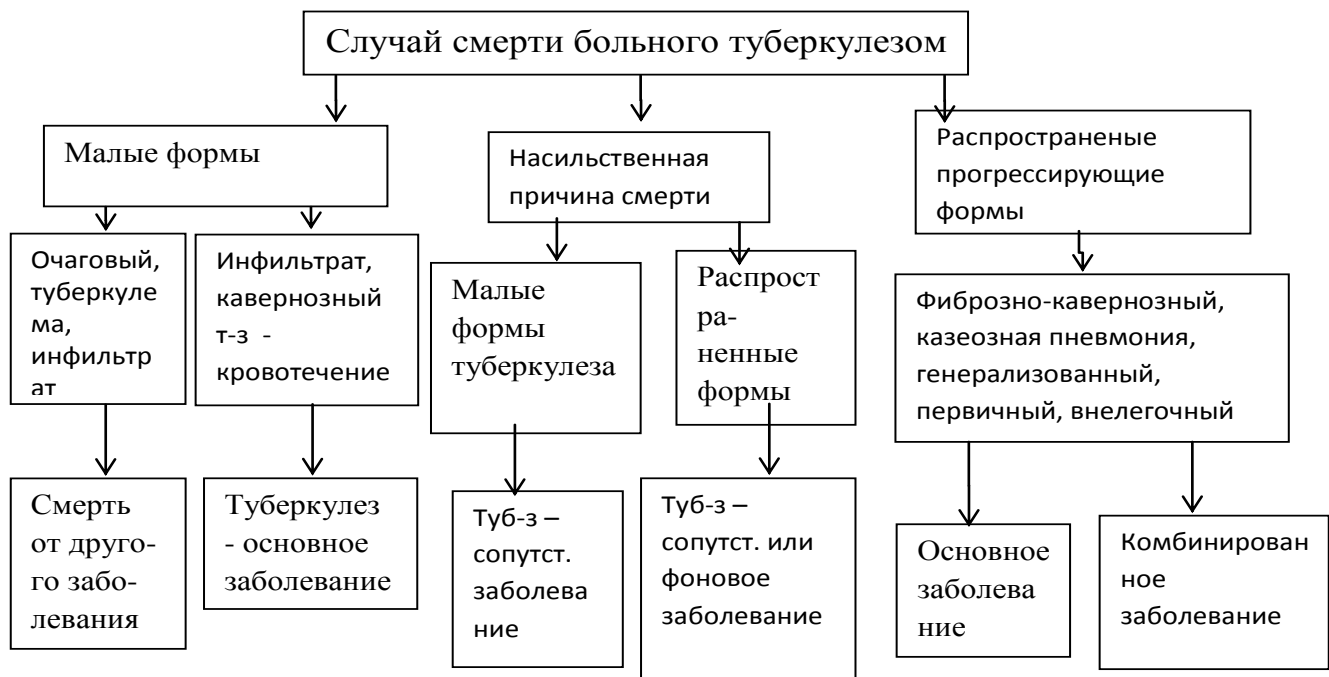 Случай смерти больного туберкулезом
Малые формы
Насильственная
причина смерти
Распространеные
прогрессирующие
формы
Очаговый,
туберкуле
ма,
инфильтр
ат
Инфильтрат,
кавернозный
т-з -
кровотечение
Малые
формы
туберкулеза
Распрост
ра-
ненные
формы
Фиброзно-кавернозный,
казеозная пневмония,
генерализованный,
первичный, внелегочный
Смерть
от друго-
го забо-
левания
Туберкулез
- основное
заболевание
Туб-з –
сопутст.
заболева
ние
Туб-з –
сопутст. или
фоновое
заболевание
Основное
заболева
ние
Комбинирован
ное
заболевание